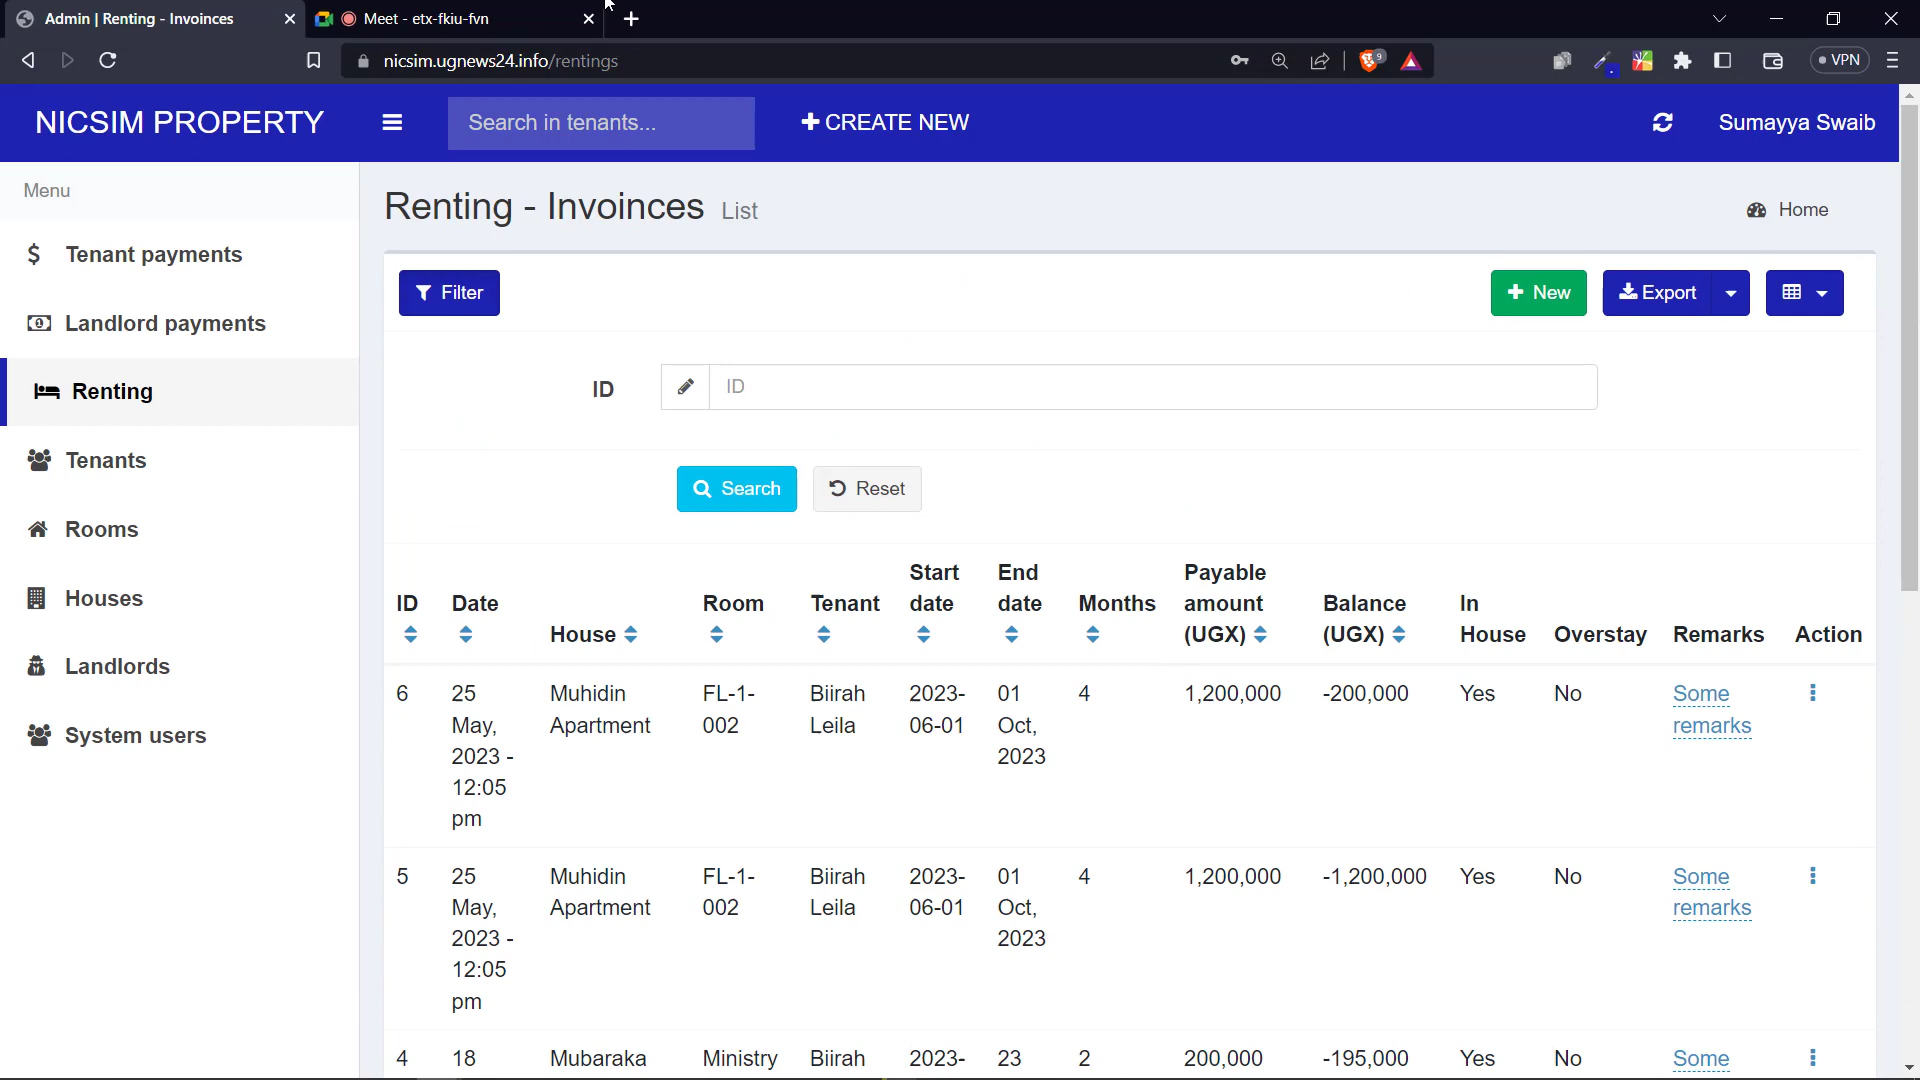 Admin | Renting - Invoinces
Meet - etx-fkiu-fvn
nicsim.ugnews24.info/rentings
9
VPN
NICSIM PROPERTY
Search in tenants...
CREATE NEW
Sumayya Swaib
Menu
Tenant payments
Landlord payments
Renting
Tenants
Rooms
Houses
Landlords
System users
Renting - Invoinces List
Home
Filter
New
Export
ID
ID
Search
Reset
ID
Date
House
Room
Tenant
Start
date
End
date
Months
Payable
amount
(UGX)
Balance
(UGX)
In
House
Overstay
Remarks
Action
6
25
May,
2023 -
12:05
pm
Muhidin
Apartment
FL-1-
002
Biirah
Leila
2023-
06-01
01
Oct,
2023
4
1,200,000
-200,000
Yes
No
Some
remarks
5
25
May,
2023 -
12:05
pm
Muhidin
Apartment
FL-1-
002
Biirah
Leila
2023-
06-01
01
Oct,
2023
4
1,200,000
-1,200,000
Yes
No
Some
remarks
4
18
Mubaraka
Ministry
Biirah
2023-
23
2
200,000
-195,000
Yes
No
Some